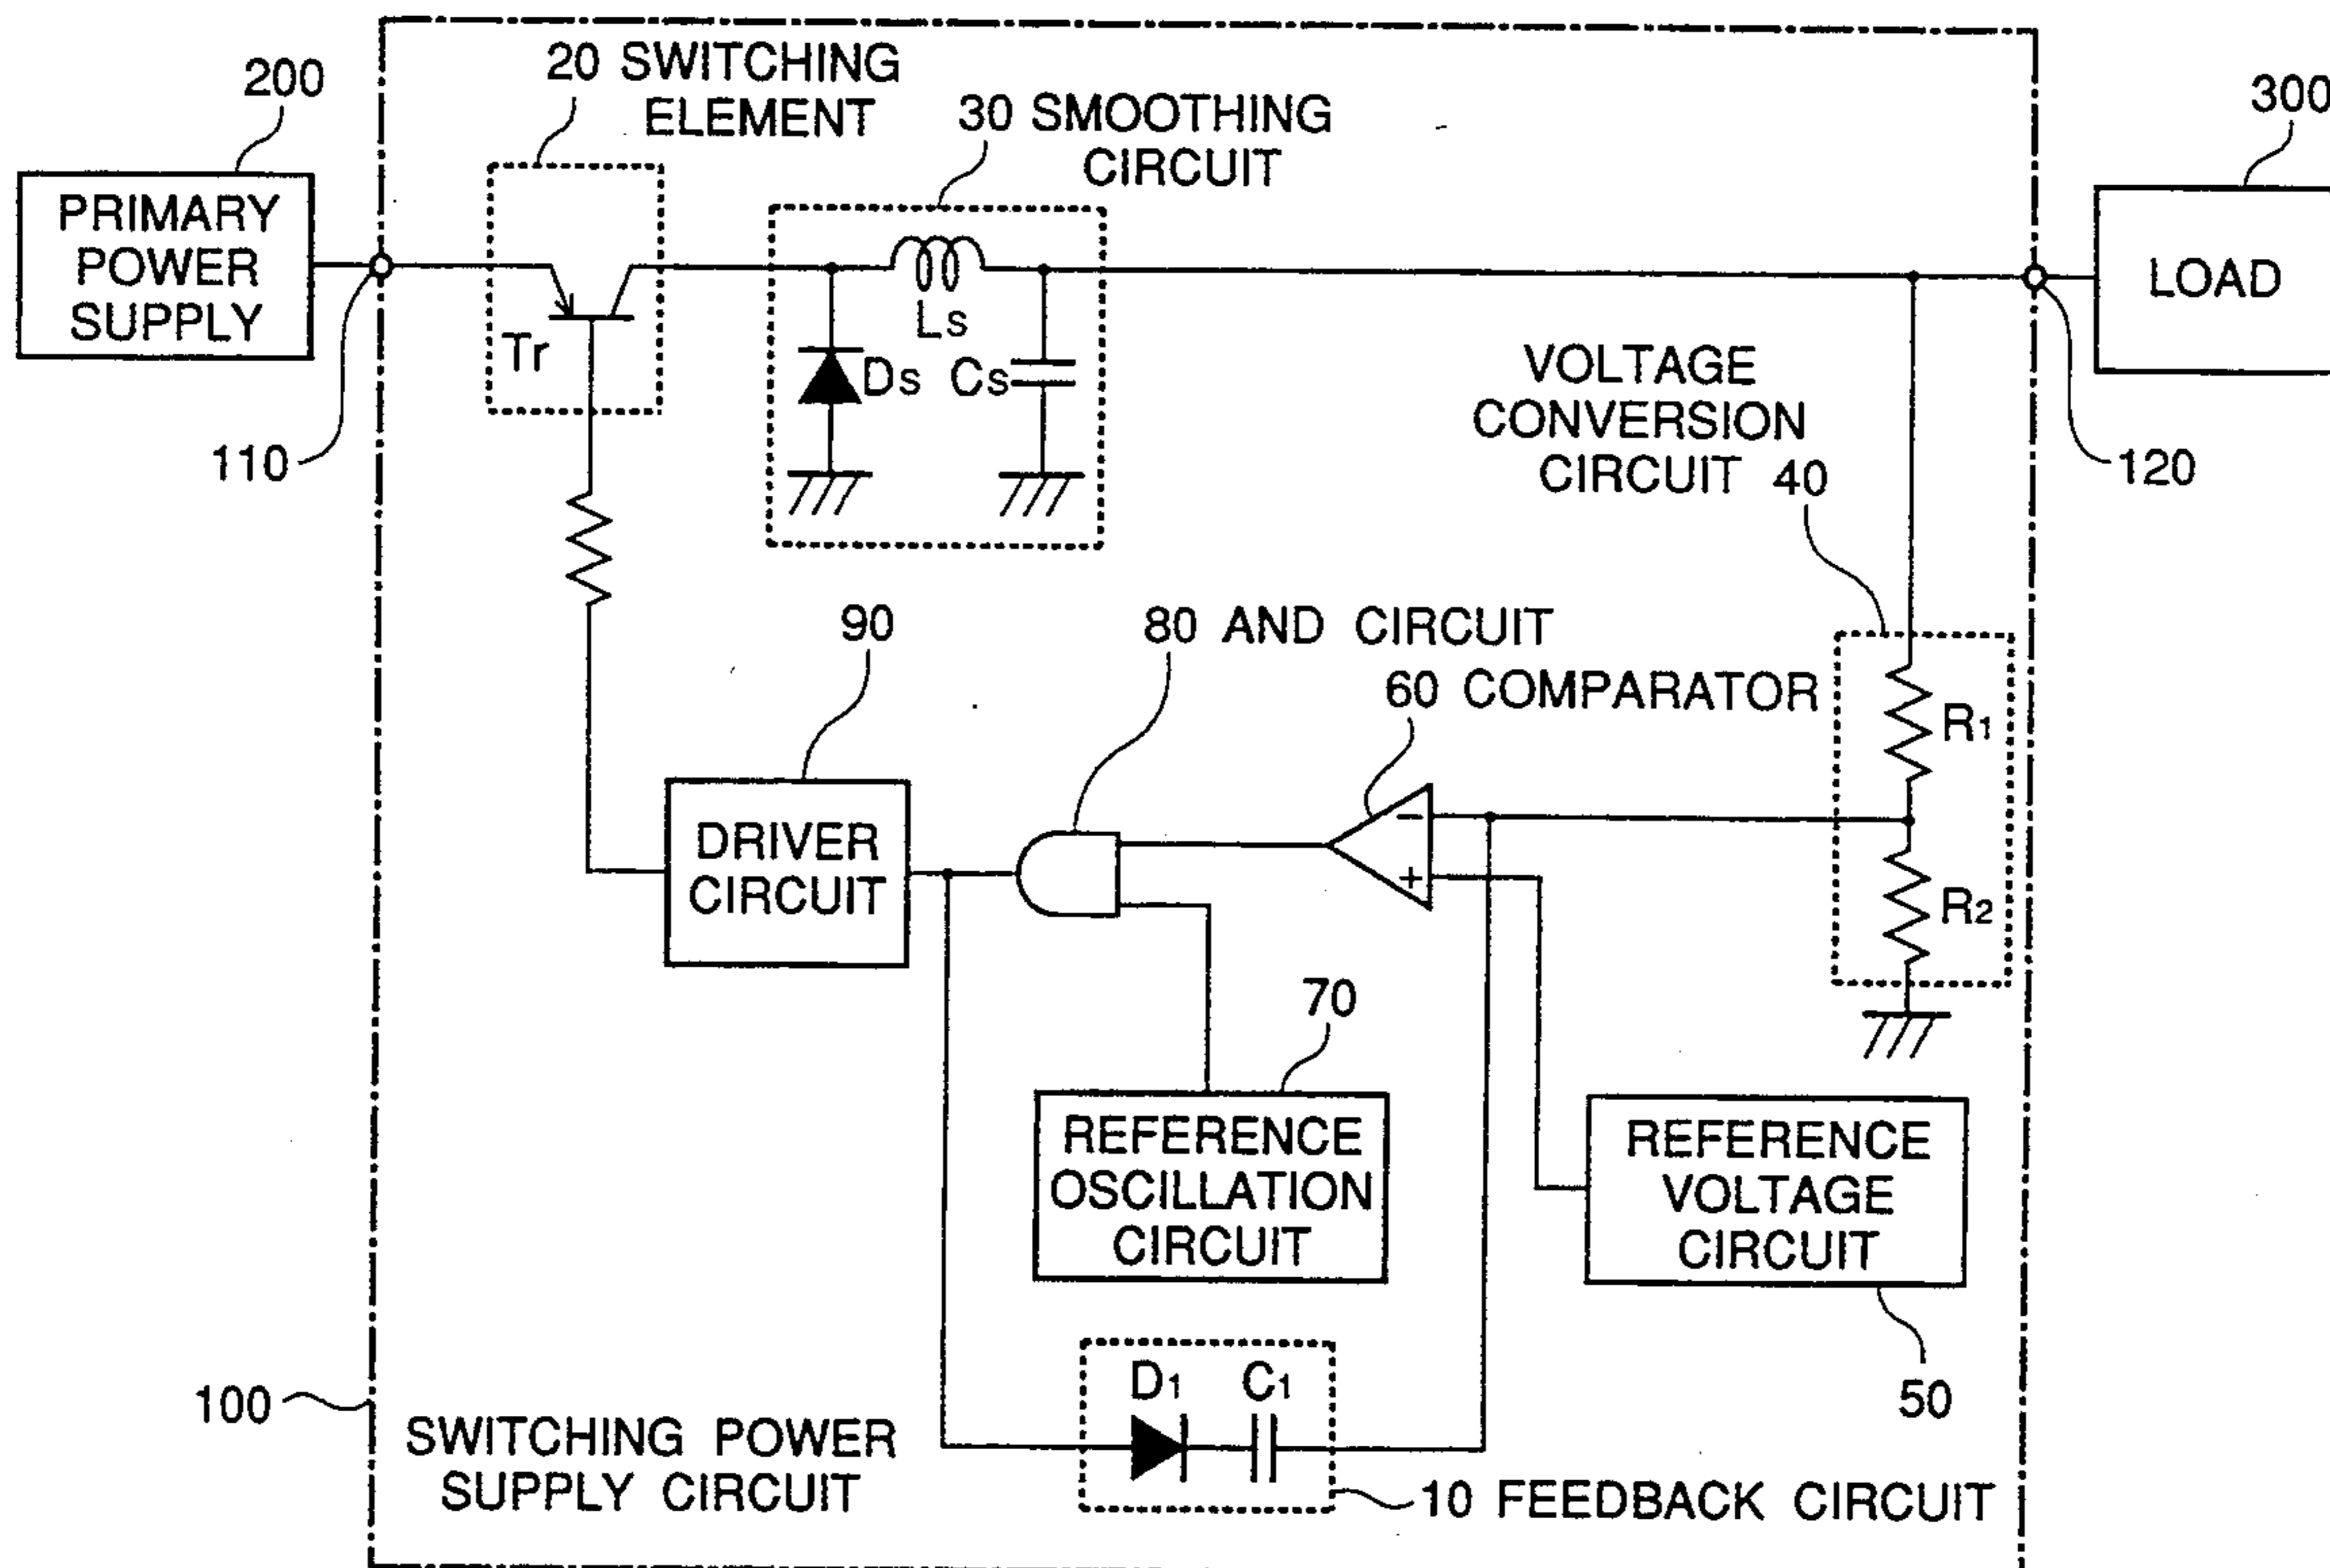 200
20 SWITCHING
ELEMENT
30 SMOOTHING
CIRCUIT
300
PRIMARY
POWER
SUPPLY
LOAD
Tr
Ls
Ds
Cs
110
VOLTAGE
CONVERSION
CIRCUIT 40
120
90
80 AND CIRCUIT
60 COMPARATOR
R1
DRIVER
CIRCUIT
−
+
R2
70
REFERENCE
OSCILLATION
CIRCUIT
REFERENCE
VOLTAGE
CIRCUIT
50
D1
C1
100
SWITCHING POWER
SUPPLY CIRCUIT
10 FEEDBACK CIRCUIT